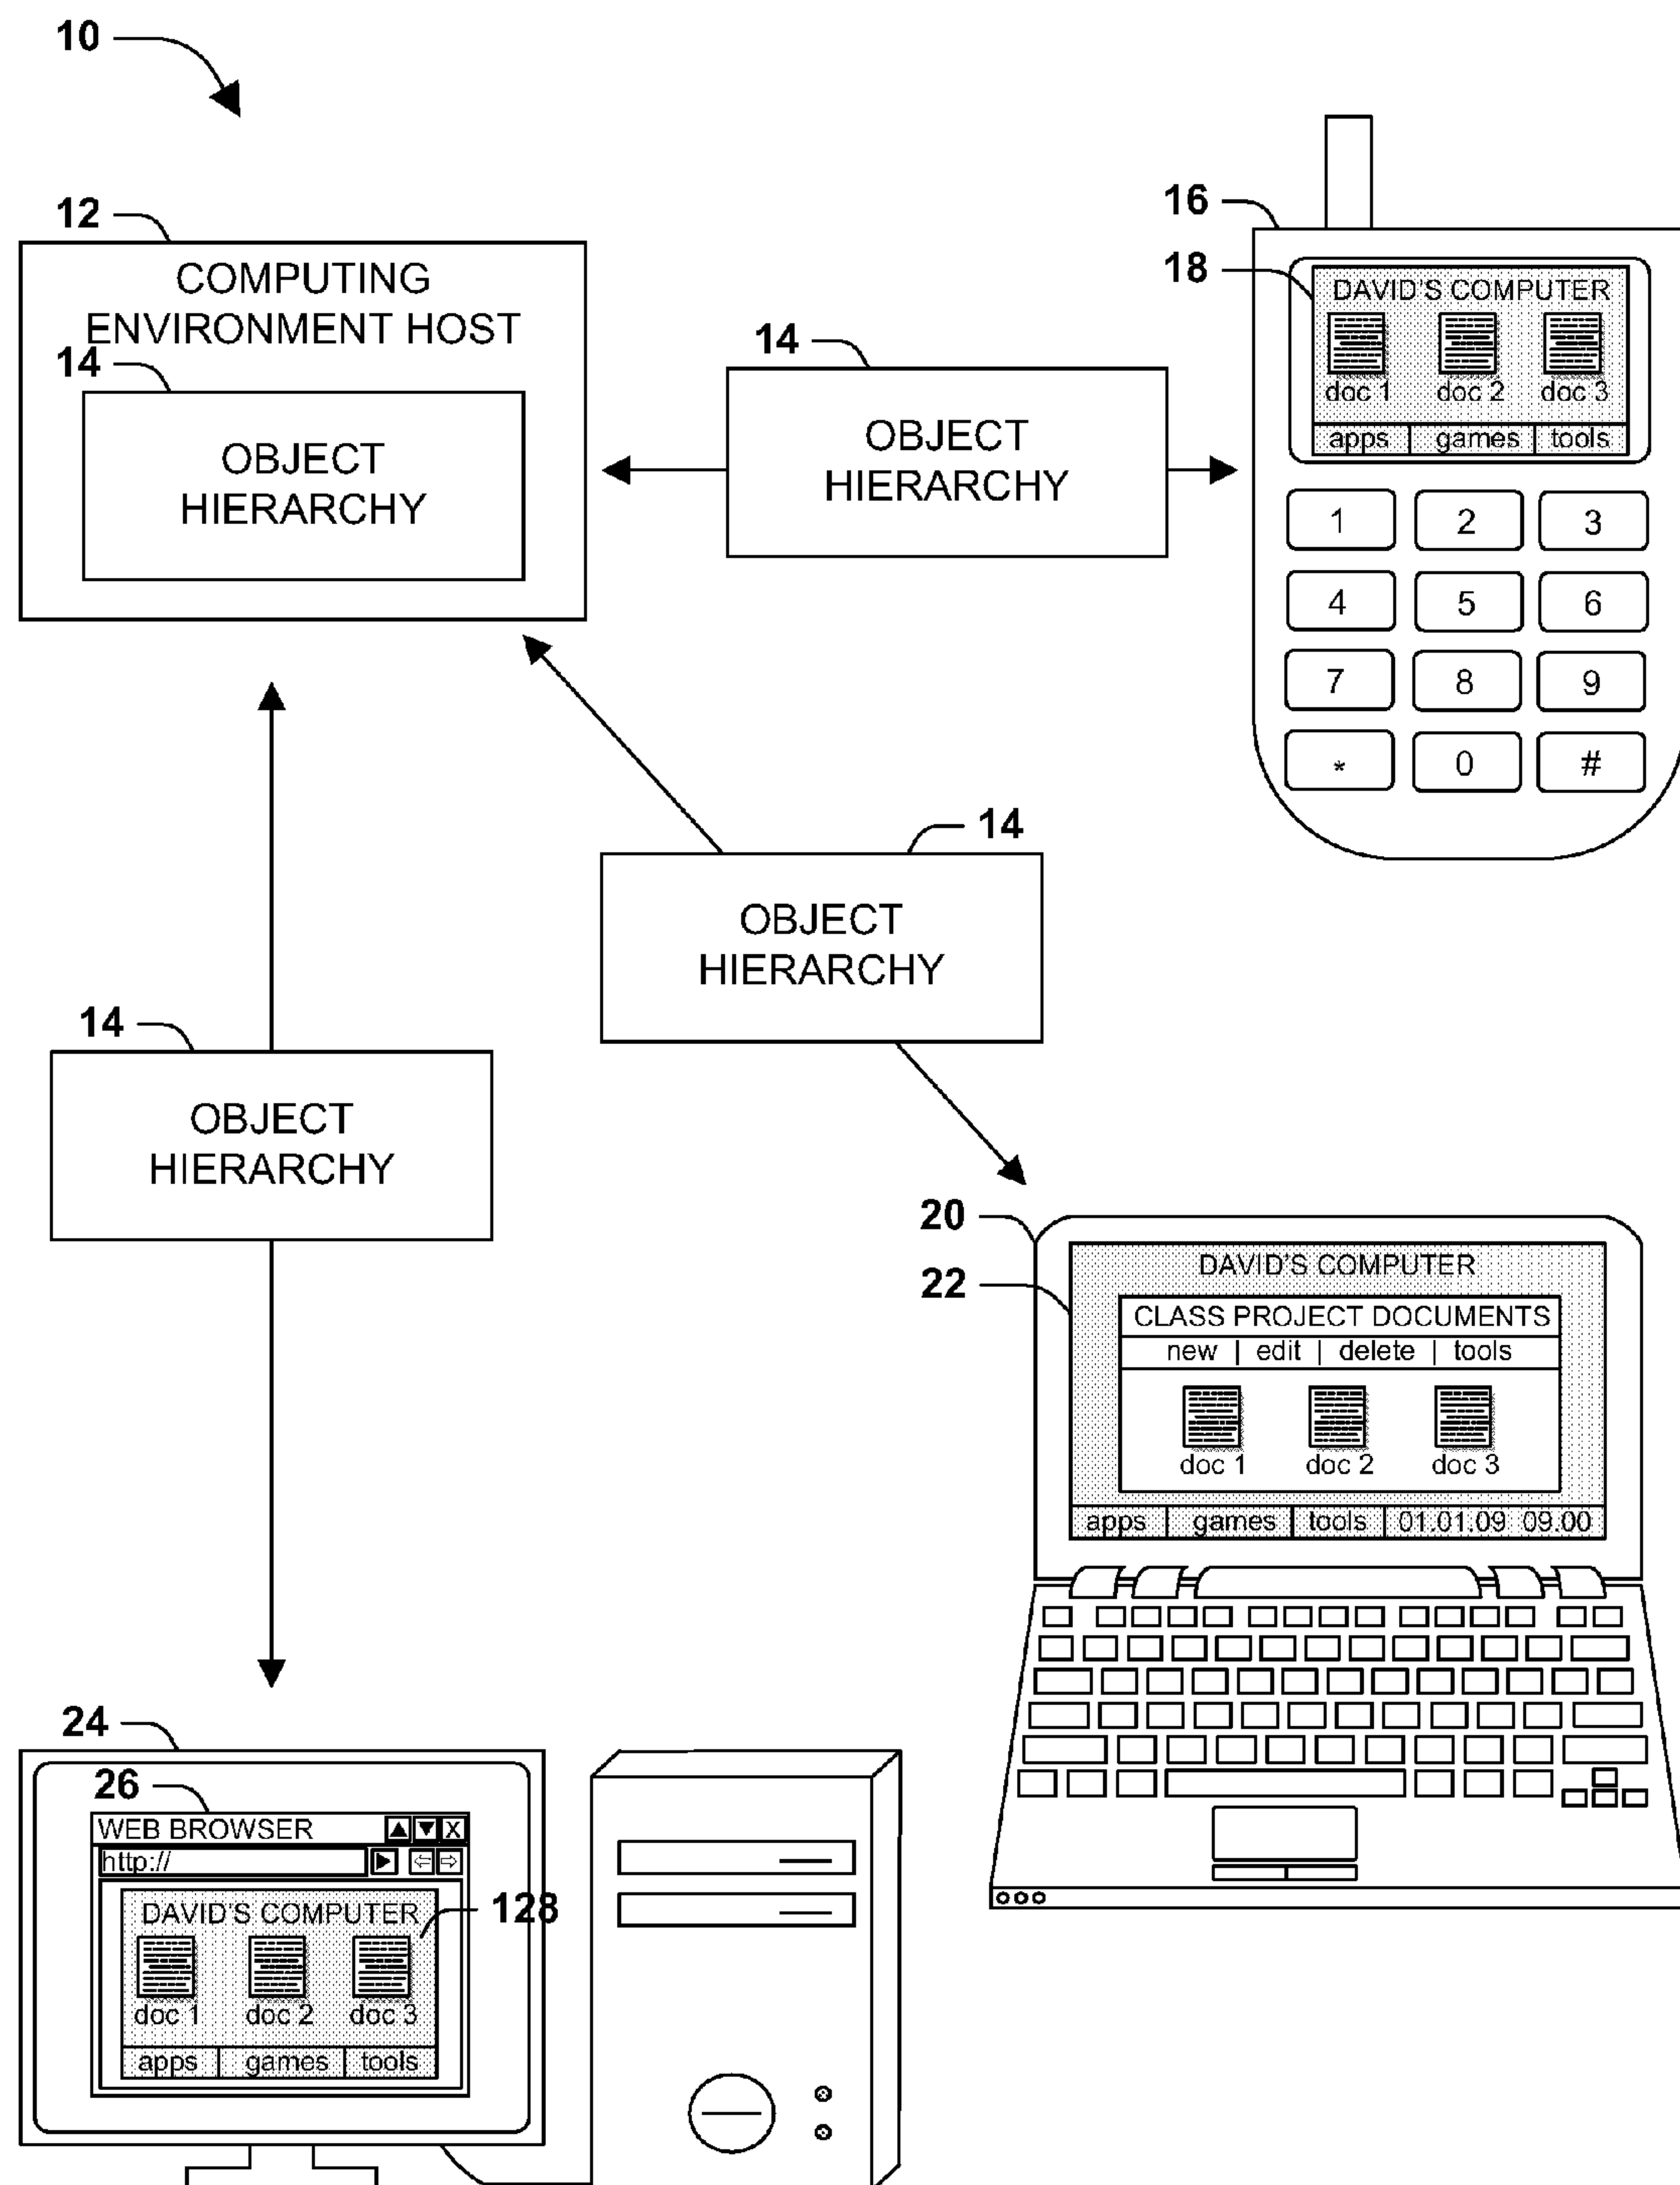 10
12
COMPUTING
ENVIRONMENT HOST
14
OBJECT
HIERARCHY
14
OBJECT
HIERARCHY
16
18
DAVID'S COMPUTER
doc 1 doc 2 doc 3
apps games tools
1 2 3
4 5 6
7 8 9
* 0 #
14
OBJECT
HIERARCHY
14
OBJECT
HIERARCHY
20
22
DAVID'S COMPUTER
CLASS PROJECT DOCUMENTS
new | edit | delete | tools
doc 1 doc 2 doc 3
apps games tools 01.01.09 09.00
24
26
WEB BROWSER X
http://
DAVID'S COMPUTER
128
doc 1 doc 2 doc 3
apps games tools